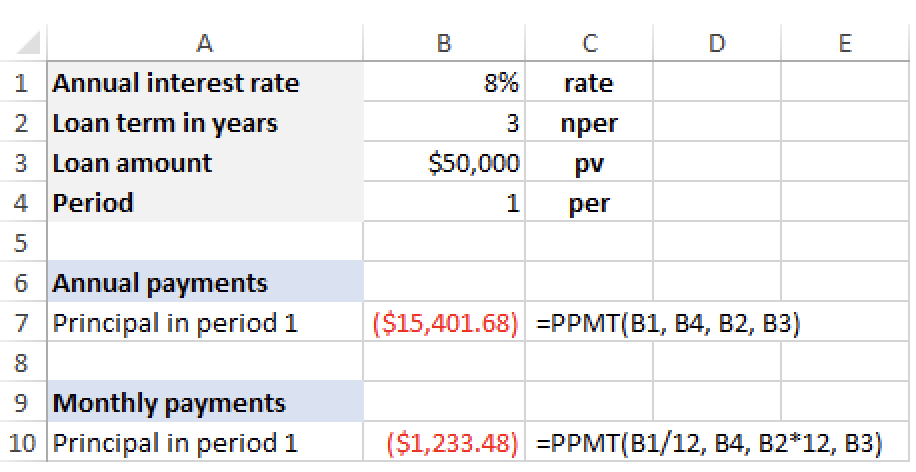 A B C D E
1 Annual interest rate 8% rate
2 Loan term in years 3 nper
3 Loan amount $50,000 pv
4 Period 1 per
5
6 Annual payments
7 Principal in period 1 ($15,401.68) =PPMT(B1, B4, B2, B3)
8
9 Monthly payments
10 Principal in period 1 ($1,233.48) =PPMT(B1/12, B4, B2*12, B3)